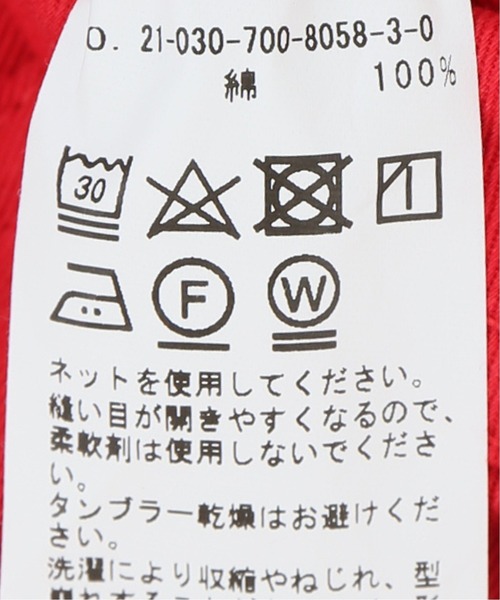 D. 21-030-700-8058-3-0
綿 100%
30
F W
ネットを使用してください。
縫い目が開きやすくなるので、
柔軟剤は使用しないでくださ
い。
タンブラー乾燥はお避けくだ
さい。
洗濯により収縮やねじれ、型